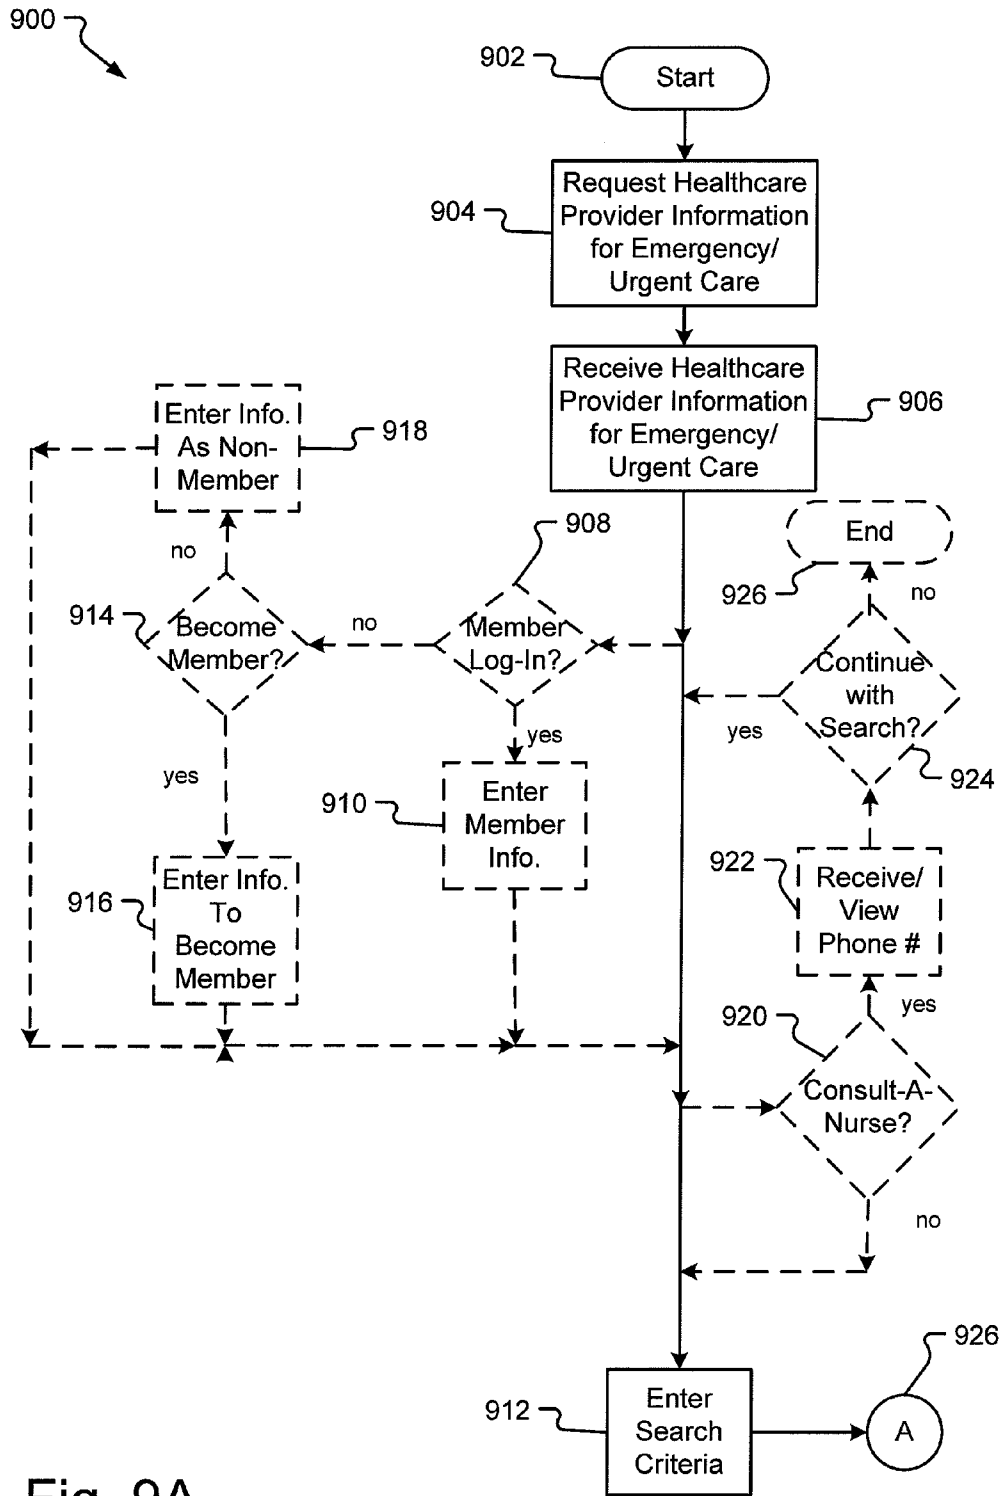 900
902
Start
904
Request Healthcare
Provider Information
for Emergency/
Urgent Care
Receive Healthcare
Provider Information
for Emergency/
Urgent Care
906
Enter Info.
As Non-
Member
918
no
914
Become
Member?
no
908
Member
Log-In?
yes
yes
910
Enter
Member
Info.
916
Enter Info.
To
Become
Member
End
926
no
Continue
with
Search?
yes
924
922
Receive/
View
Phone #
yes
920
Consult-A-
Nurse?
no
912
Enter
Search
Criteria
926
A
Fig. 9A